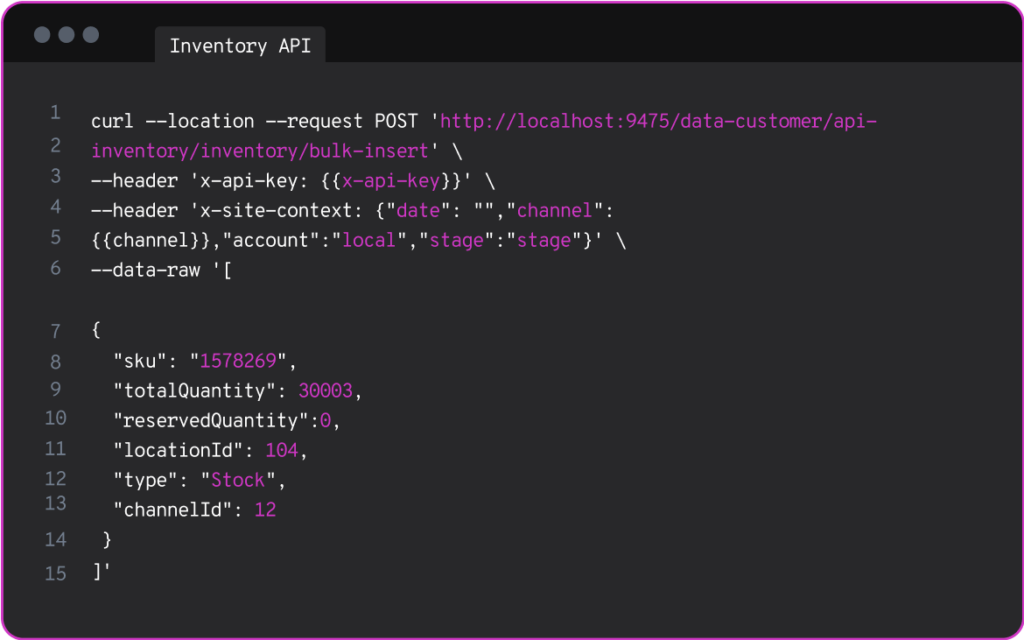 Inventory API
1 curl --location --request POST 'http://localhost:9475/data-customer/api-
2 inventory/inventory/bulk-insert' \
3 --header 'x-api-key: {{x-api-key}}' \
4 --header 'x-site-context: {"date": "","channel":
5 {{channel}},"account":"local","stage":"stage"}' \
6 --data-raw '[
7 {
8 "sku": "1578269",
9 "totalQuantity": 30003,
10 "reservedQuantity":0,
11 "locationId": 104,
12 "type": "Stock",
13 "channelId": 12
14 }
15 ]'